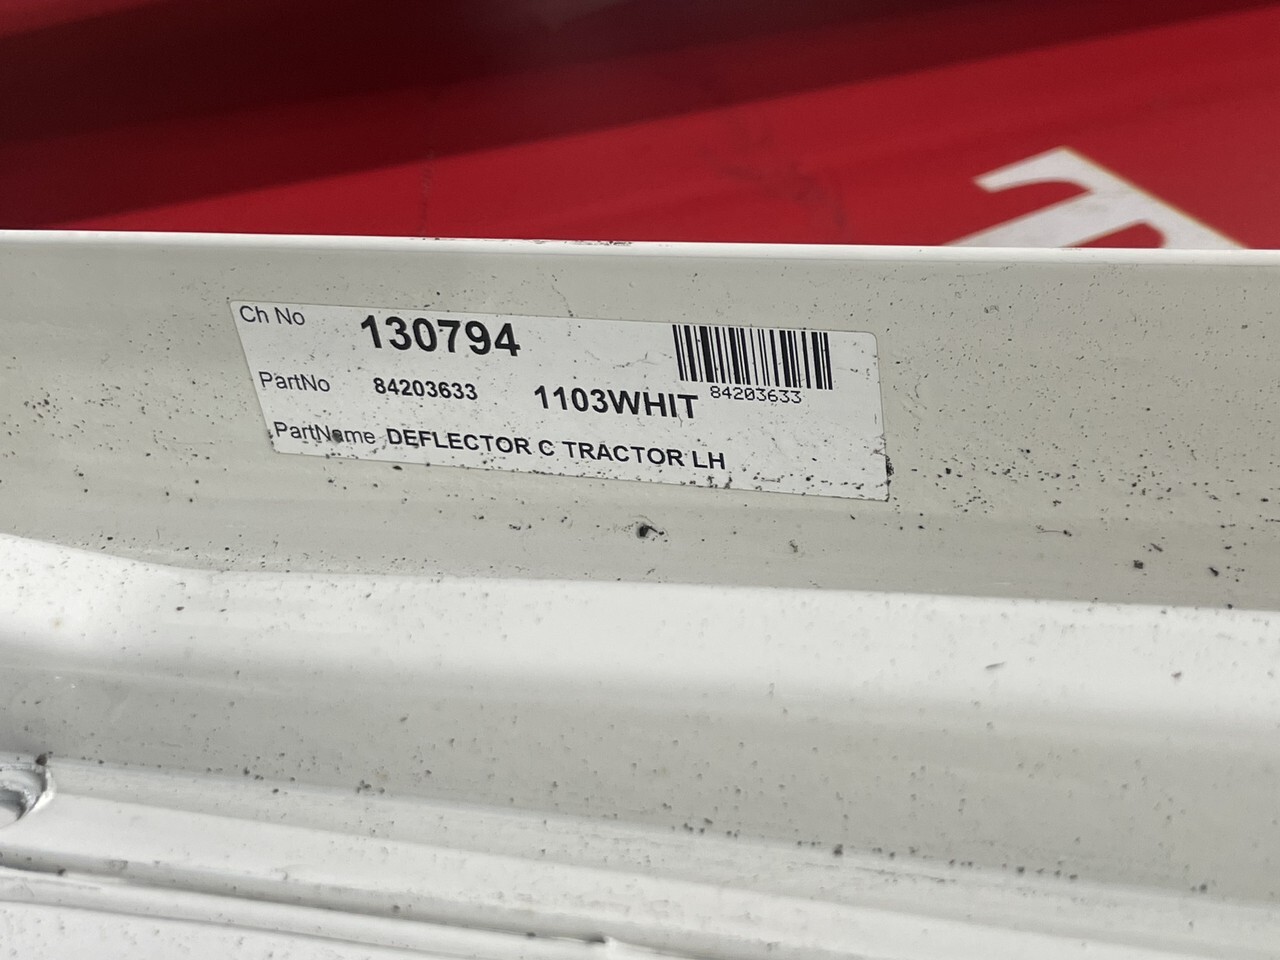 Ch No 130794
PartNo 84203633 1103WHIT
84203633
PartName DEFLECTOR C TRACTOR LH